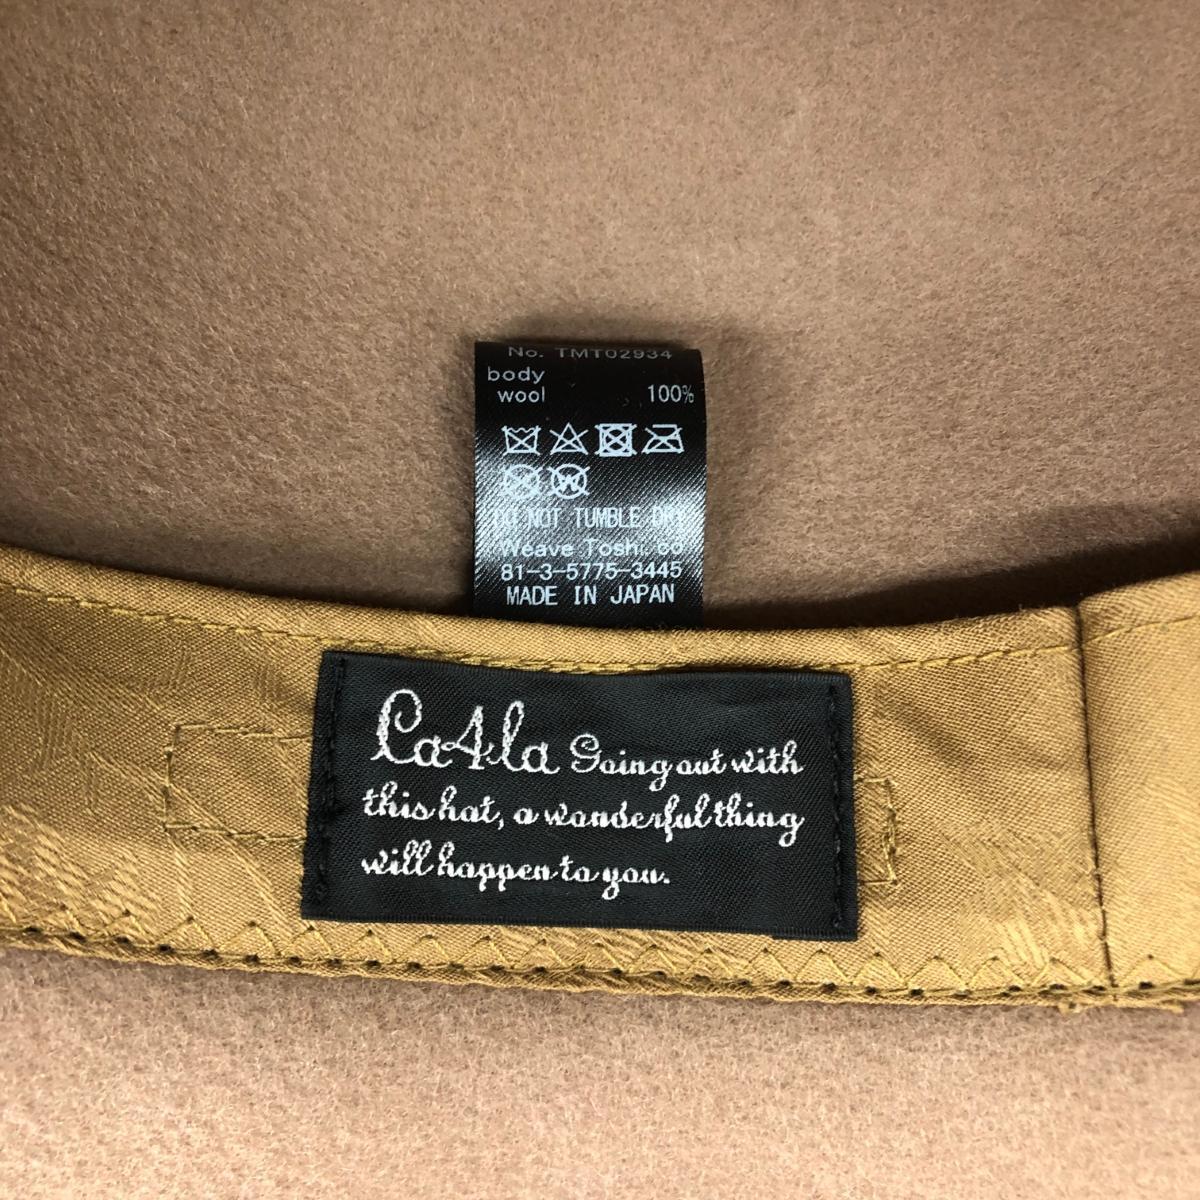 No. TMT02934
body
wool 100%
W
DO NOT TUMBLE DRY
Weave Toshi. co
81-3-5775-3445
MADE IN JAPAN
Ca4la Going out with
this hat, a wonderful thing
will happen to you.